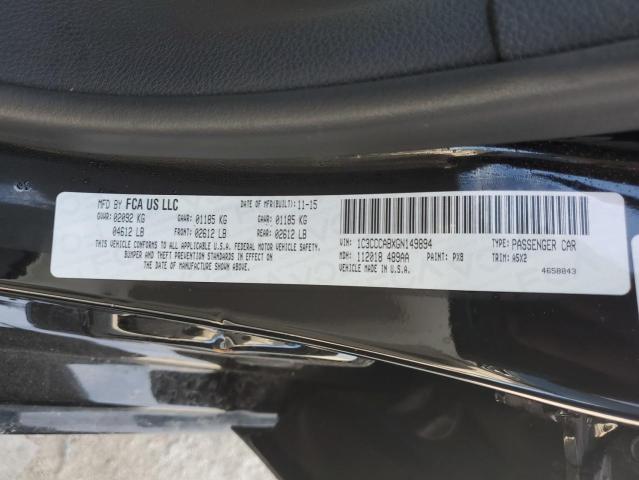 MFD BY FCA US LLC DATE OF MFR(BUILT): 11-15
GVWR: 02092 KG GAWR: 01185 KG GAWR: 01185 KG
04612 LB FRONT: 02612 LB REAR: 02612 LB
THIS VEHICLE CONFORMS TO ALL APPLICABLE U.S.A. FEDERAL MOTOR VEHICLE SAFETY,
BUMPER AND THEFT PREVENTION STANDARDS IN EFFECT ON
THE DATE OF MANUFACTURE SHOWN ABOVE.
VIN: 1C3CCCABXGN149894 TYPE: PASSENGER CAR
MDH: 112018 489AA PAINT: PX8 TRIM: A5X2
VEHICLE MADE IN U.S.A. 4658843